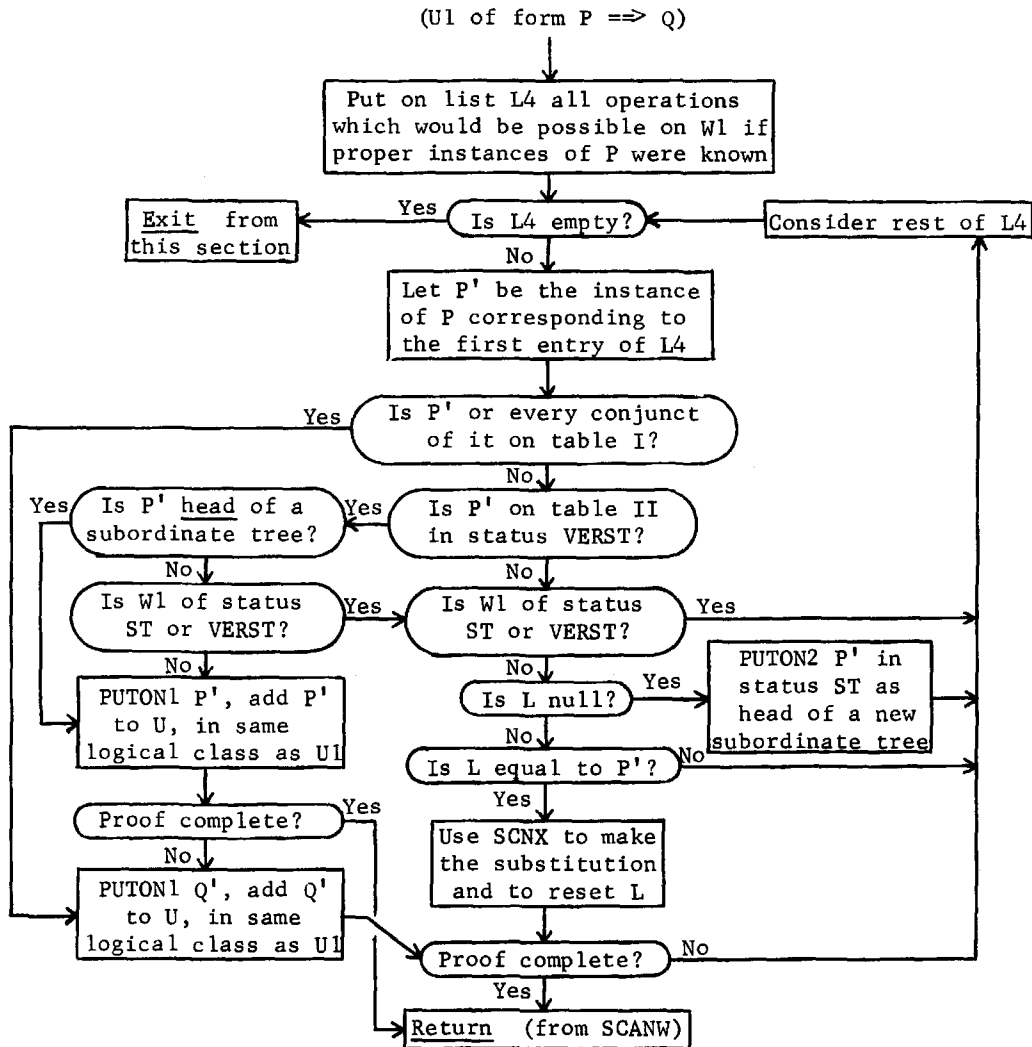 (U1 of form P ==> Q)
Put on list L4 all operations
which would be possible on W1 if
proper instances of P were known
Exit from
this section
Yes
Is L4 empty?
Consider rest of L4
No
Let P' be the instance
of P corresponding to
the first entry of L4
Yes
Is P' or every conjunct
of it on table I?
No
Yes
Is P' head of a
subordinate tree?
Yes
Is P' on table II
in status VERST?
No
No
Is W1 of status
ST or VERST?
Yes
Is W1 of status
ST or VERST?
Yes
No
No
PUTON1 P', add P'
to U, in same
logical class as U1
Is L null?
Yes
PUTON2 P' in
status ST as
head of a new
subordinate tree
No
Is L equal to P'?
No
Yes
Proof complete?
Yes
No
Use SCNX to make
the substitution
and to reset L
PUTON1 Q', add Q'
to U, in same
logical class as U1
Proof complete?
No
Yes
Return (from SCANW)